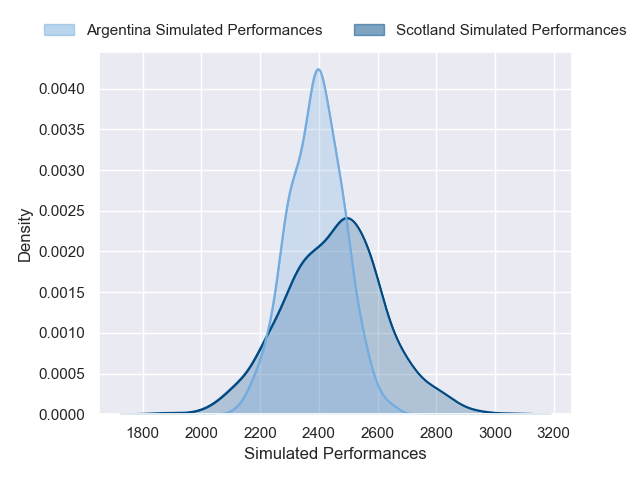 Argentina Simulated Performances Scotland Simulated Performances
0.0040
0.0035
0.0030
0.0025
0.0020
0.0015
0.0010
0.0005
0.0000
Density
1800 2000 2200 2400 2600 2800 3000 3200
Simulated Performances